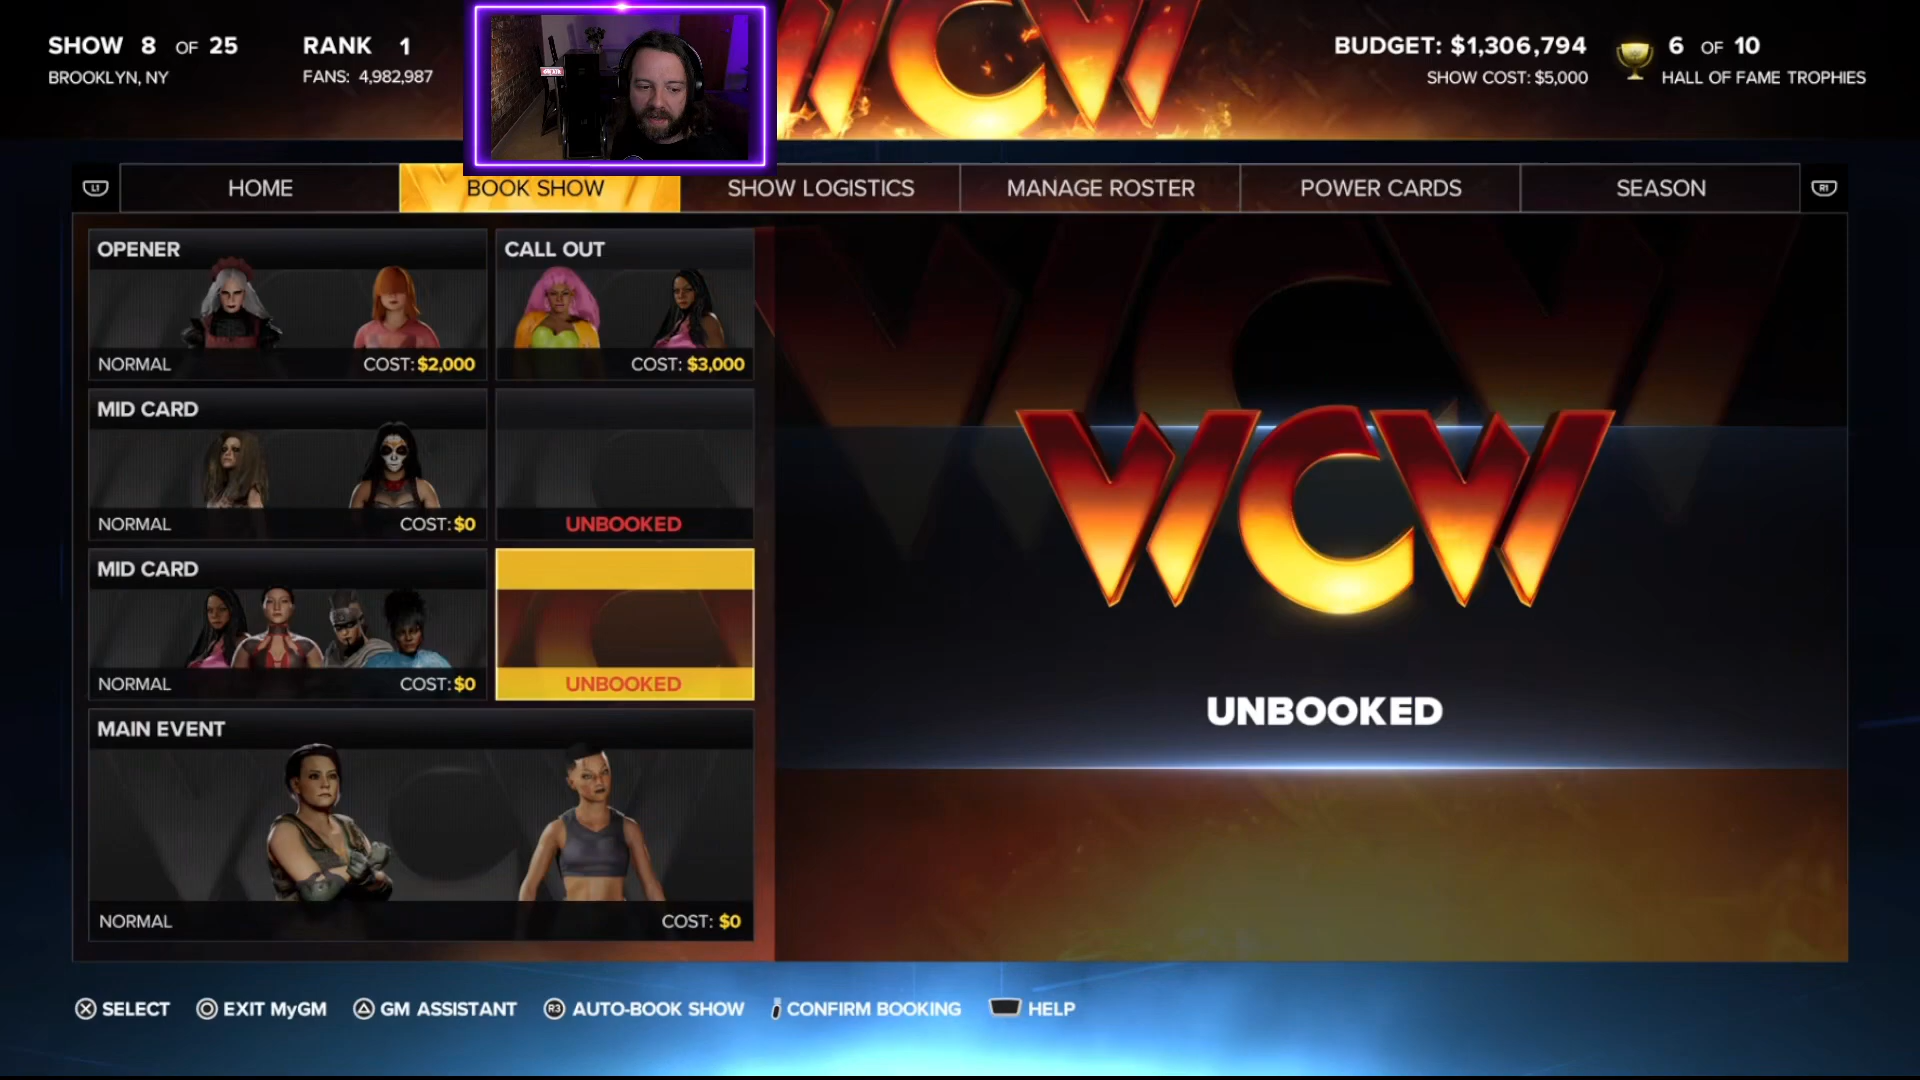 SHOW 8 OF 25
BROOKLYN, NY
RANK 1
FANS: 4,982,987
WCW
BUDGET: $1,306,794
SHOW COST: $5,000
6 OF 10
HALL OF FAME TROPHIES
L1
HOME
BOOK SHOW
SHOW LOGISTICS
MANAGE ROSTER
POWER CARDS
SEASON
R1
OPENER
NORMAL COST: $2,000
CALL OUT
COST: $3,000
MID CARD
NORMAL COST: $0
UNBOOKED
MID CARD
NORMAL COST: $0
UNBOOKED
MAIN EVENT
NORMAL COST: $0
WCW
UNBOOKED
SELECT
EXIT MyGM
GM ASSISTANT
R3 AUTO-BOOK SHOW
CONFIRM BOOKING
HELP